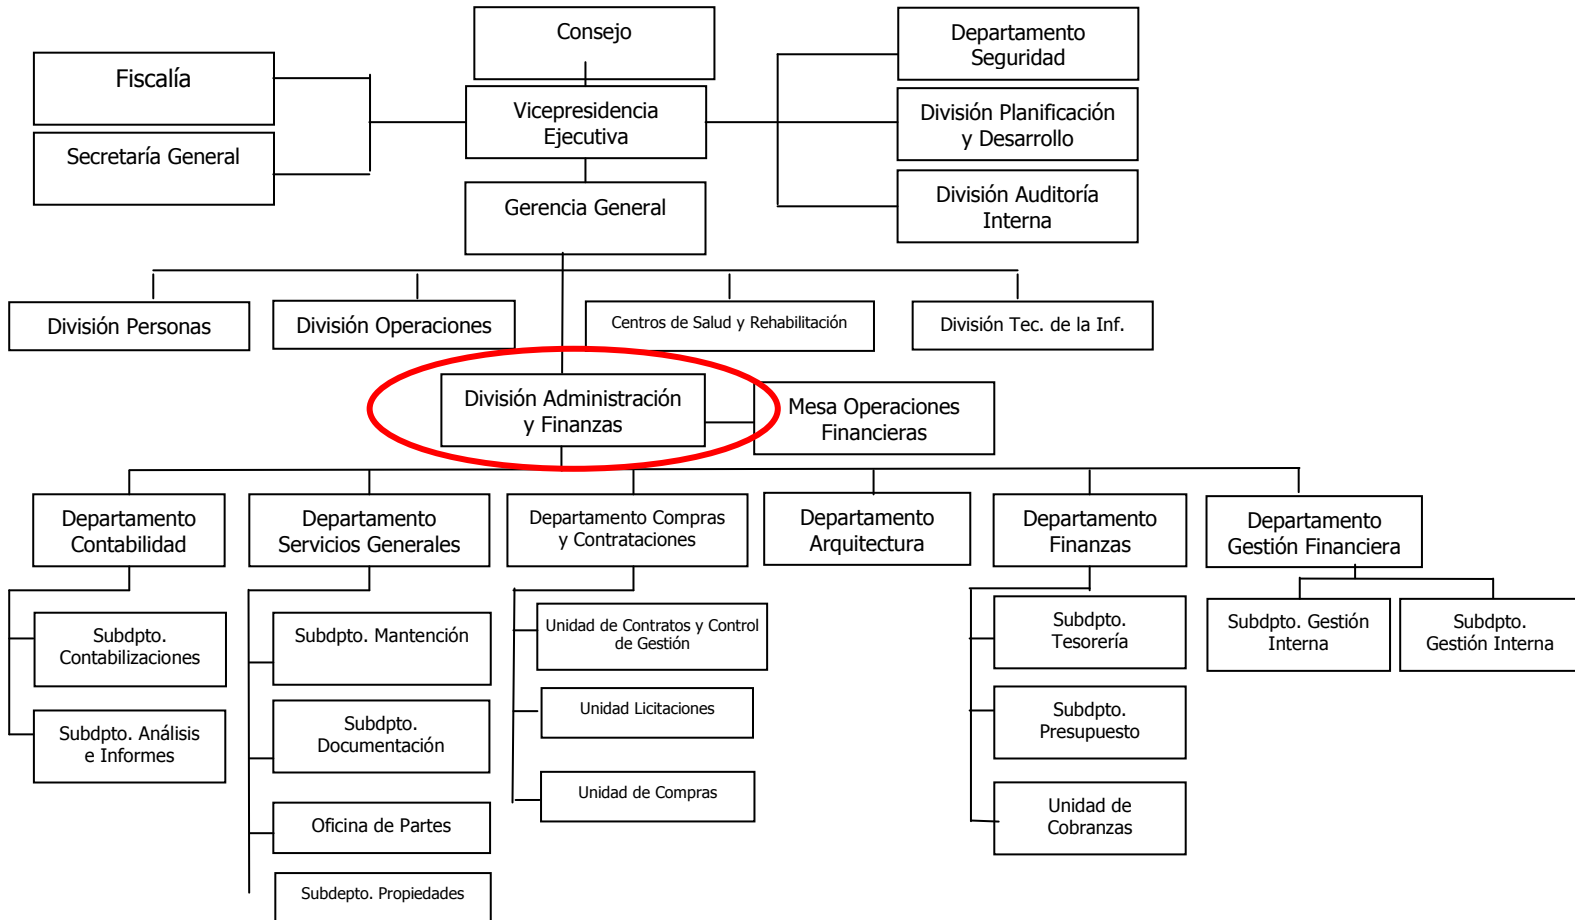 Consejo
Departamento
Seguridad
Fiscalía
Vicepresidencia
Ejecutiva
División Planificación
y Desarrollo
Secretaría General
Gerencia General
División Auditoría
Interna
División Personas
División Operaciones
Centros de Salud y Rehabilitación
División Tec. de la Inf.
División Administración
y Finanzas
Mesa Operaciones
Financieras
Departamento
Contabilidad
Departamento
Servicios Generales
Departamento Compras
y Contrataciones
Departamento
Arquitectura
Departamento
Finanzas
Departamento
Gestión Financiera
Subdpto.
Contabilizaciones
Subdpto. Mantención
Unidad de Contratos y Control
de Gestión
Subdpto.
Tesorería
Subdpto. Gestión
Interna
Subdpto.
Gestión Interna
Subdpto. Análisis
e Informes
Subdpto.
Documentación
Unidad Licitaciones
Subdpto.
Presupuesto
Oficina de Partes
Unidad de Compras
Unidad de
Cobranzas
Subdepto. Propiedades